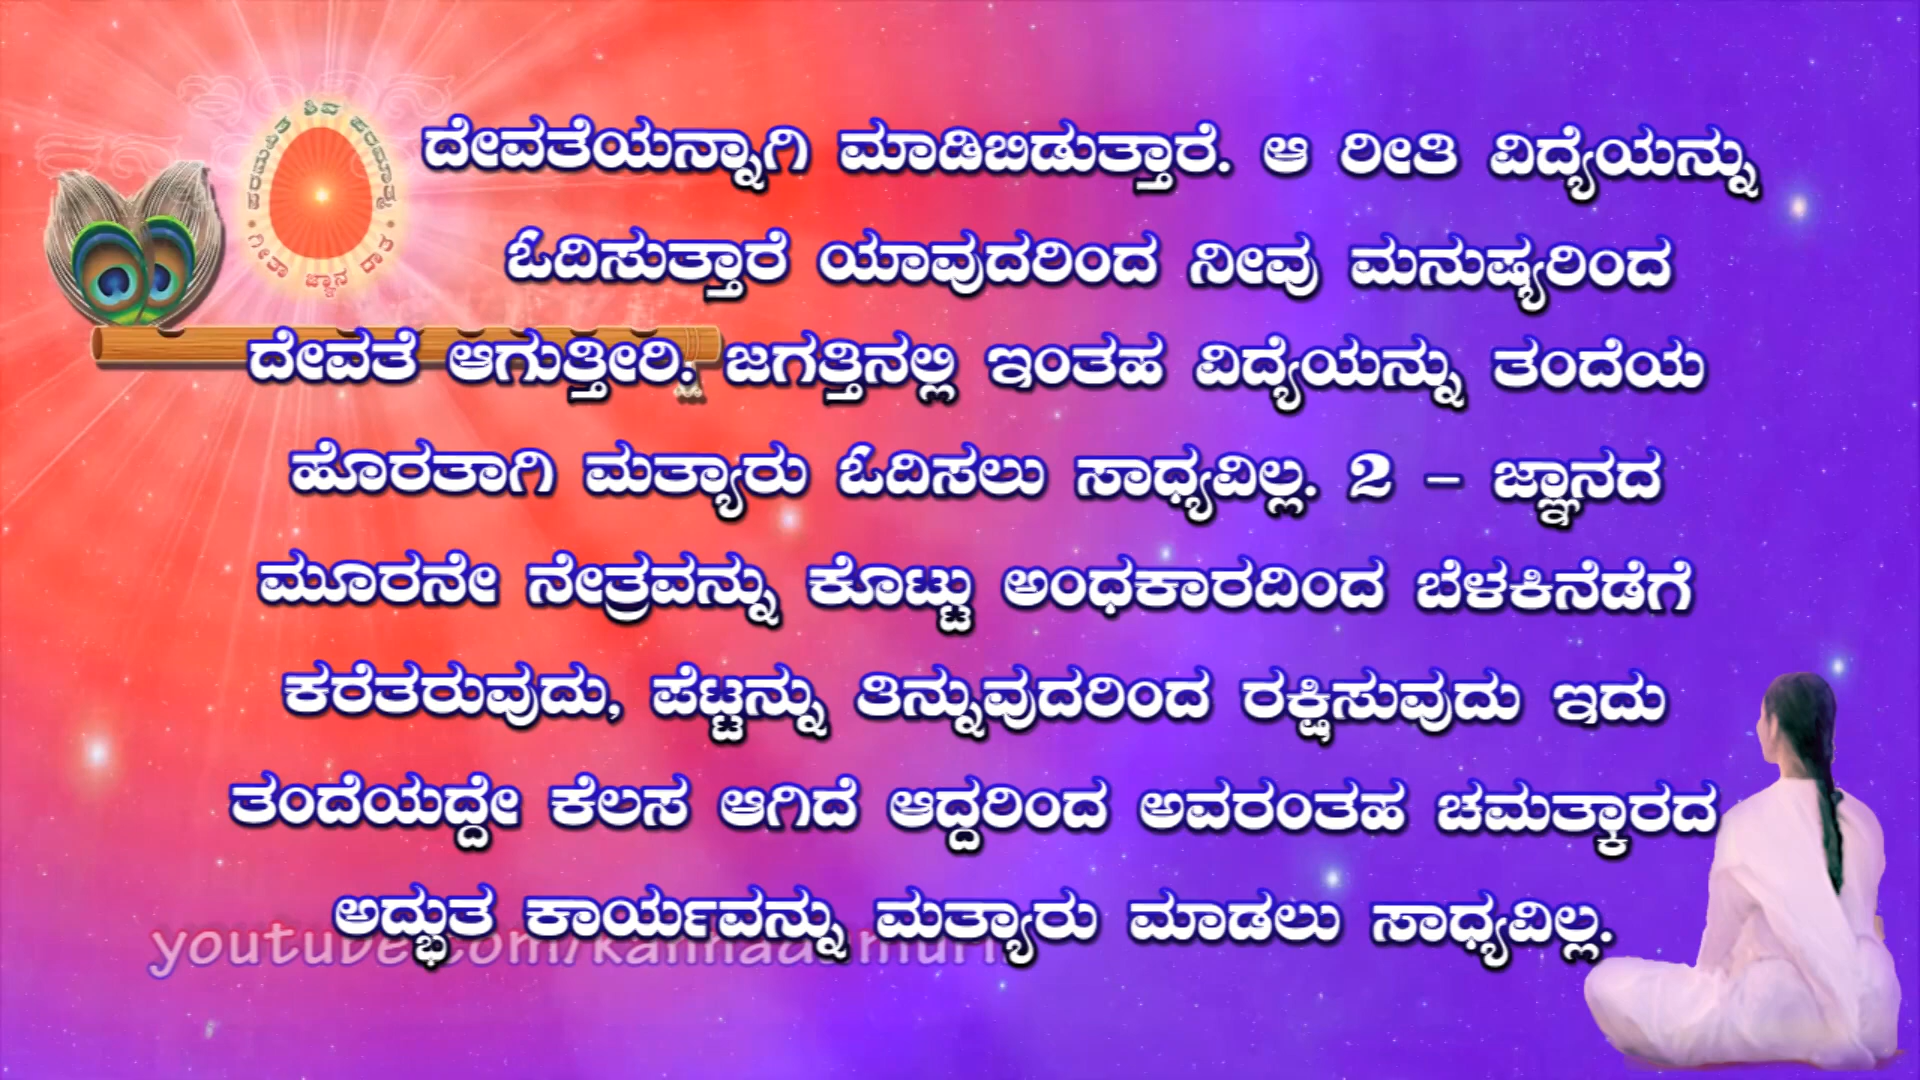 ಪರಮಪಿತ ಶಿವ ಪರಮಾತ್ಮ
ಗೀತಾ ಜ್ಞಾನ ದಾತ
ದೇವತೆಯನ್ನಾಗಿ ಮಾಡಿಬಿಡುತ್ತಾರೆ. ಆ ರೀತಿ ವಿದ್ಯೆಯನ್ನು
ಓದಿಸುತ್ತಾರೆ ಯಾವುದರಿಂದ ನೀವು ಮನುಷ್ಯರಿಂದ
ದೇವತೆ ಆಗುತ್ತೀರಿ. ಜಗತ್ತಿನಲ್ಲಿ ಇಂತಹ ವಿದ್ಯೆಯನ್ನು ತಂದೆಯ
ಹೊರತಾಗಿ ಮತ್ಯಾರು ಓದಿಸಲು ಸಾಧ್ಯವಿಲ್ಲ. 2 – ಜ್ಞಾನದ
ಮೂರನೇ ನೇತ್ರವನ್ನು ಕೊಟ್ಟು ಅಂಧಕಾರದಿಂದ ಬೆಳಕಿನೆಡೆಗೆ
ಕರೆತರುವುದು, ಪೆಟ್ಟನ್ನು ತಿನ್ನುವುದರಿಂದ ರಕ್ಷಿಸುವುದು ಇದು
ತಂದೆಯದ್ದೇ ಕೆಲಸ ಆಗಿದೆ ಆದ್ದರಿಂದ ಅವರಂತಹ ಚಮತ್ಕಾರದ
ಅದ್ಭುತ ಕಾರ್ಯವನ್ನು ಮತ್ಯಾರು ಮಾಡಲು ಸಾಧ್ಯವಿಲ್ಲ.